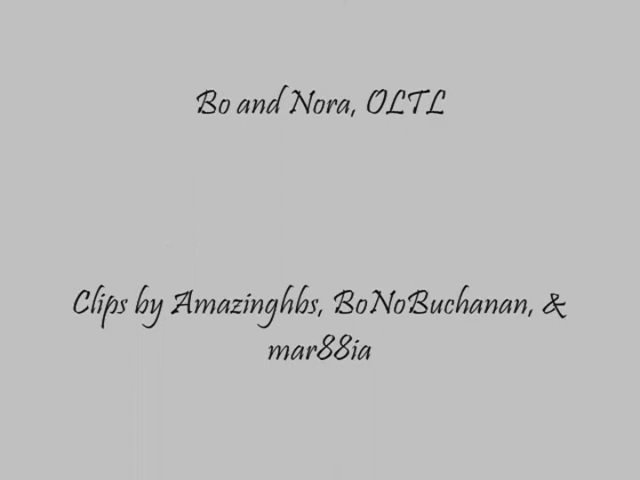 Bo and Nora, OLTL
Clips by Amazinghbs, BoNoBuchanan, &
mar88ia